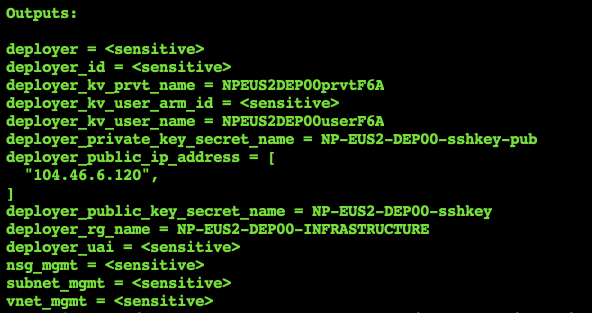 Outputs:
deployer = <sensitive>
deployer_id = <sensitive>
deployer_kv_prvt_name = NPEUS2DEP00prvtF6A
deployer_kv_user_arm_id = <sensitive>
deployer_kv_user_name = NPEUS2DEP00userF6A
deployer_private_key_secret_name = NP-EUS2-DEP00-sshkey-pub
deployer_public_ip_address = [
  "104.46.6.120",
]
deployer_public_key_secret_name = NP-EUS2-DEP00-sshkey
deployer_rg_name = NP-EUS2-DEP00-INFRASTRUCTURE
deployer_uai = <sensitive>
nsg_mgmt = <sensitive>
subnet_mgmt = <sensitive>
vnet_mgmt = <sensitive>